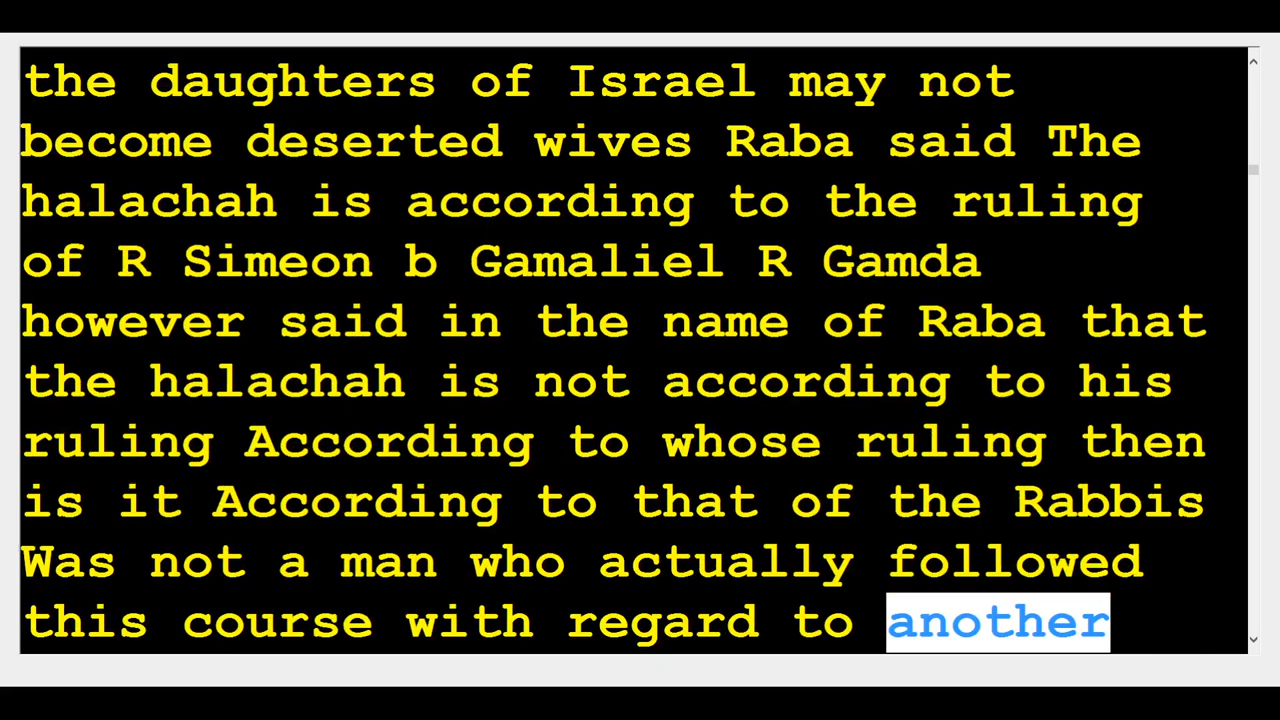 the daughters of Israel may not
become deserted wives Raba said The
halachah is according to the ruling
of R Simeon b Gamaliel R Gamda
however said in the name of Raba that
the halachah is not according to his
ruling According to whose ruling then
is it According to that of the Rabbis
Was not a man who actually followed
this course with regard to another